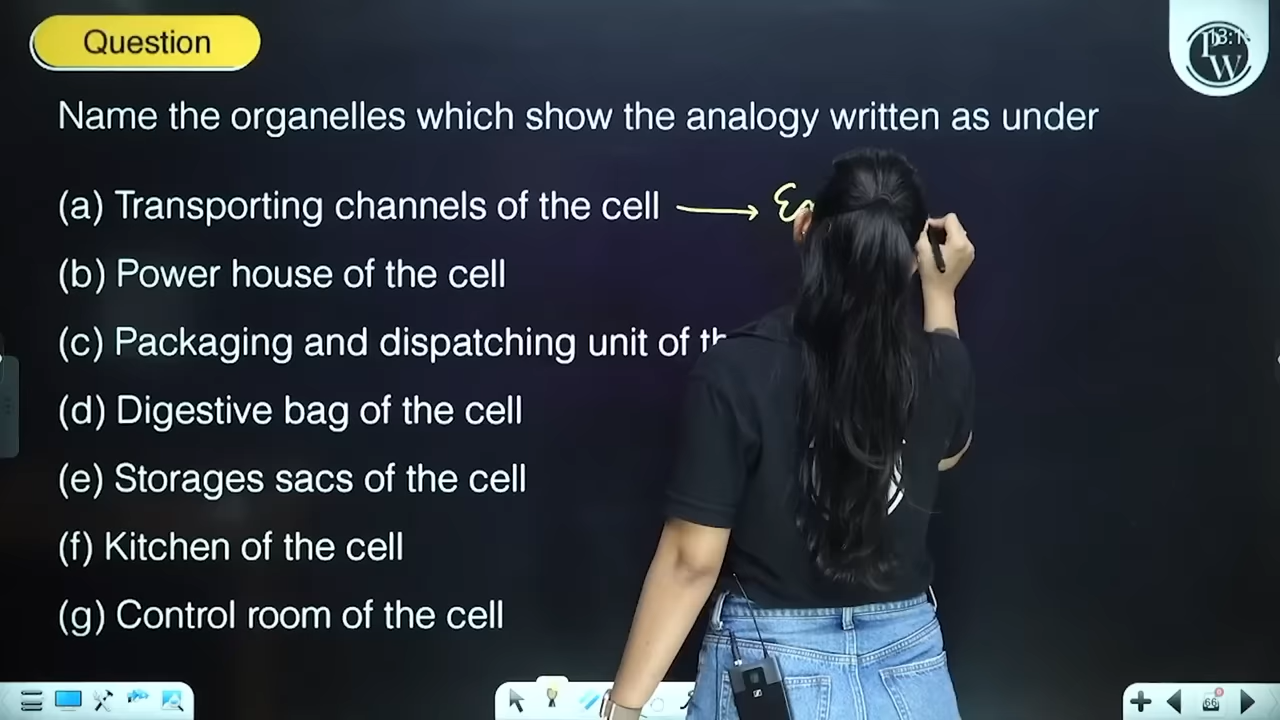 Question
Name the organelles which show the analogy written as under
(a) Transporting channels of the cell →
(b) Power house of the cell
(c) Packaging and dispatching unit of
(d) Digestive bag of the cell
(e) Storages sacs of the cell
(f) Kitchen of the cell
(g) Control room of the cell
66